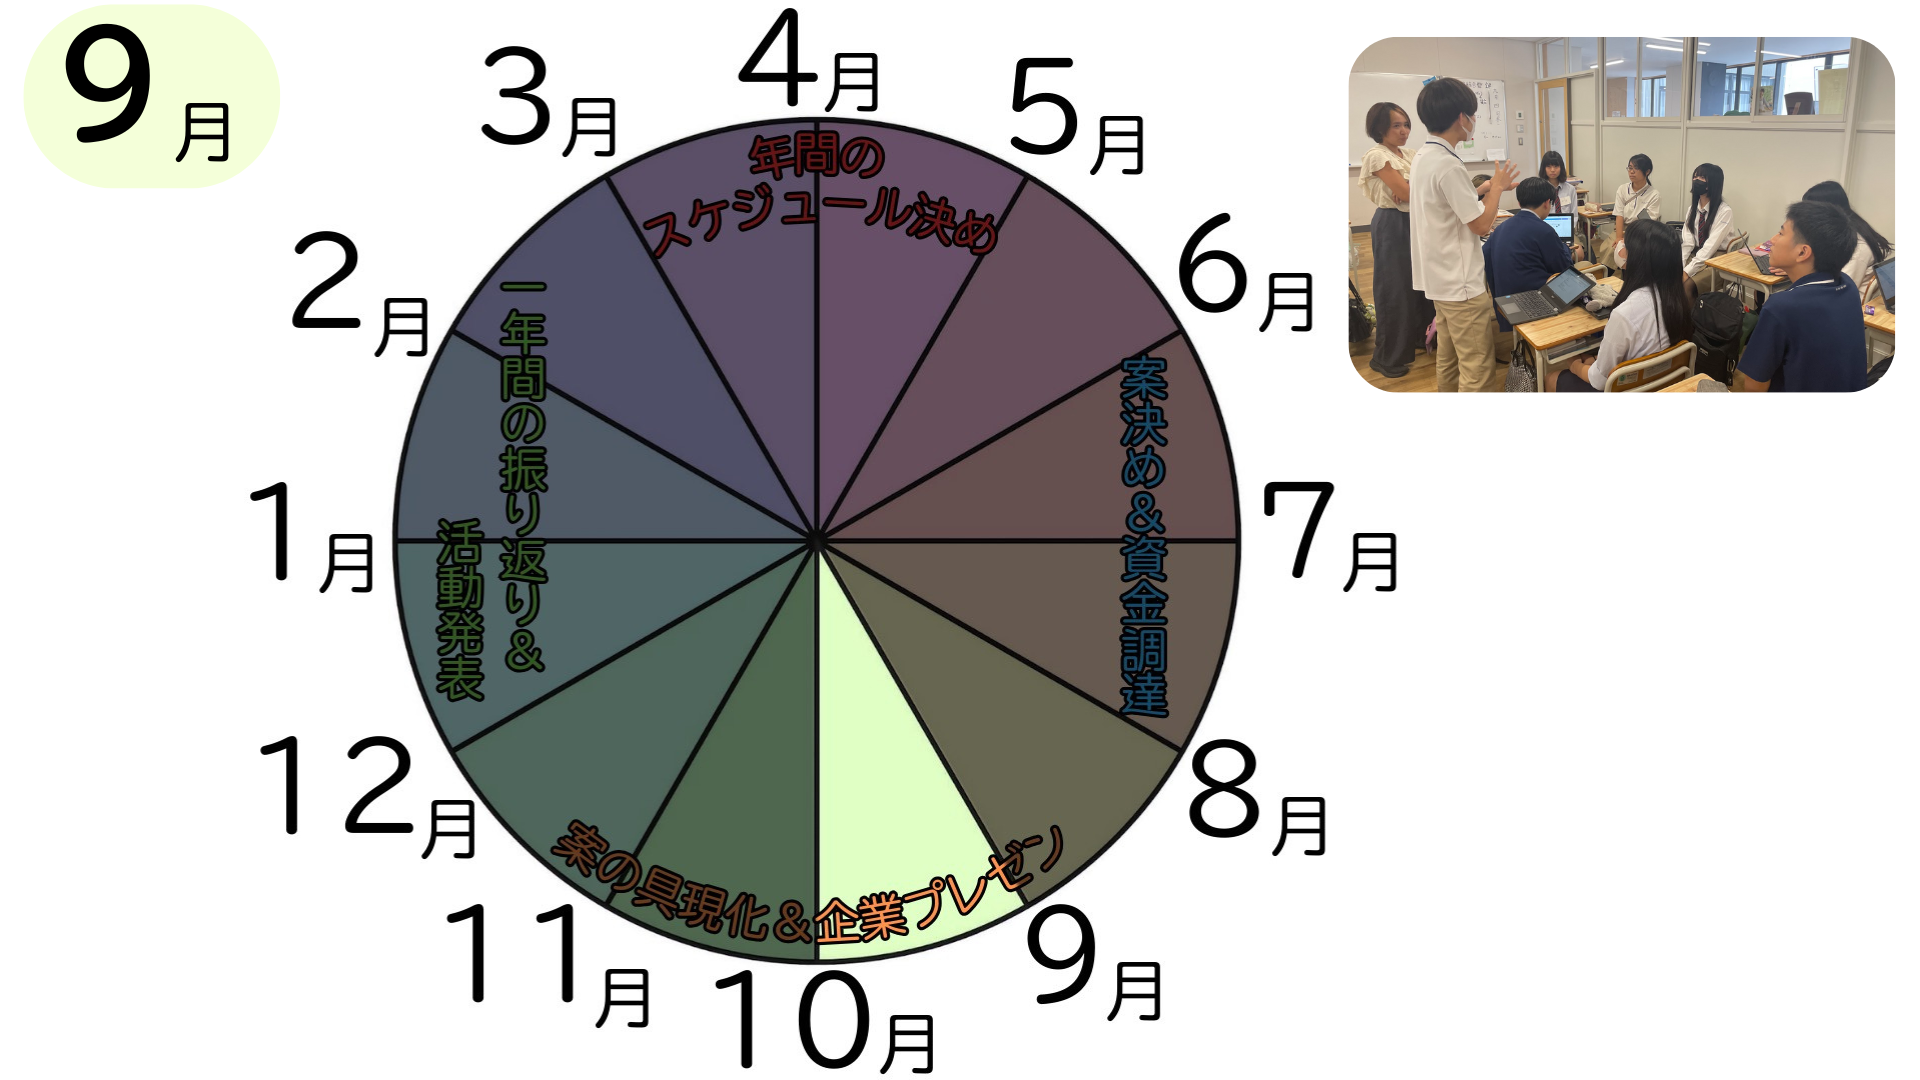 9月
4月
5月
6月
7月
8月
9月
10月
11月
12月
1月
2月
3月
年間の
スケジュール決め
案決め&資金調達
案の具現化&企業プレゼン
一年間の振り返り&
活動発表